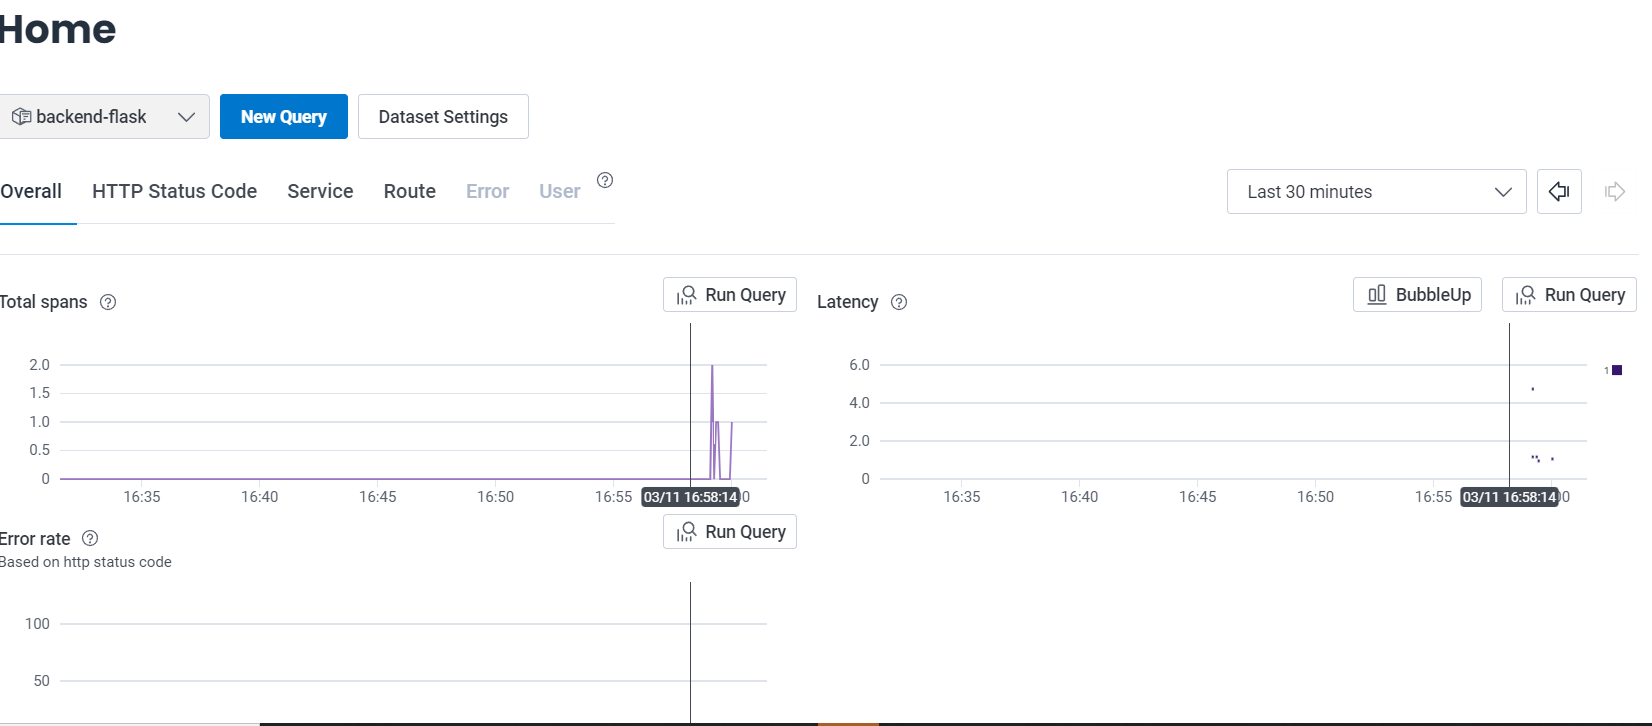 Home
backend-flask
New Query
Dataset Settings
Overall
HTTP Status Code
Service
Route
Error
User
Last 30 minutes
Total spans
Run Query
2.0
1.5
1.0
0.5
0
16:35
16:40
16:45
16:50
16:55
03/11 16:58:14
0
Latency
BubbleUp
Run Query
6.0
4.0
2.0
0
1
16:35
16:40
16:45
16:50
16:55
03/11 16:58:14
00
Error rate
Based on http status code
Run Query
100
50